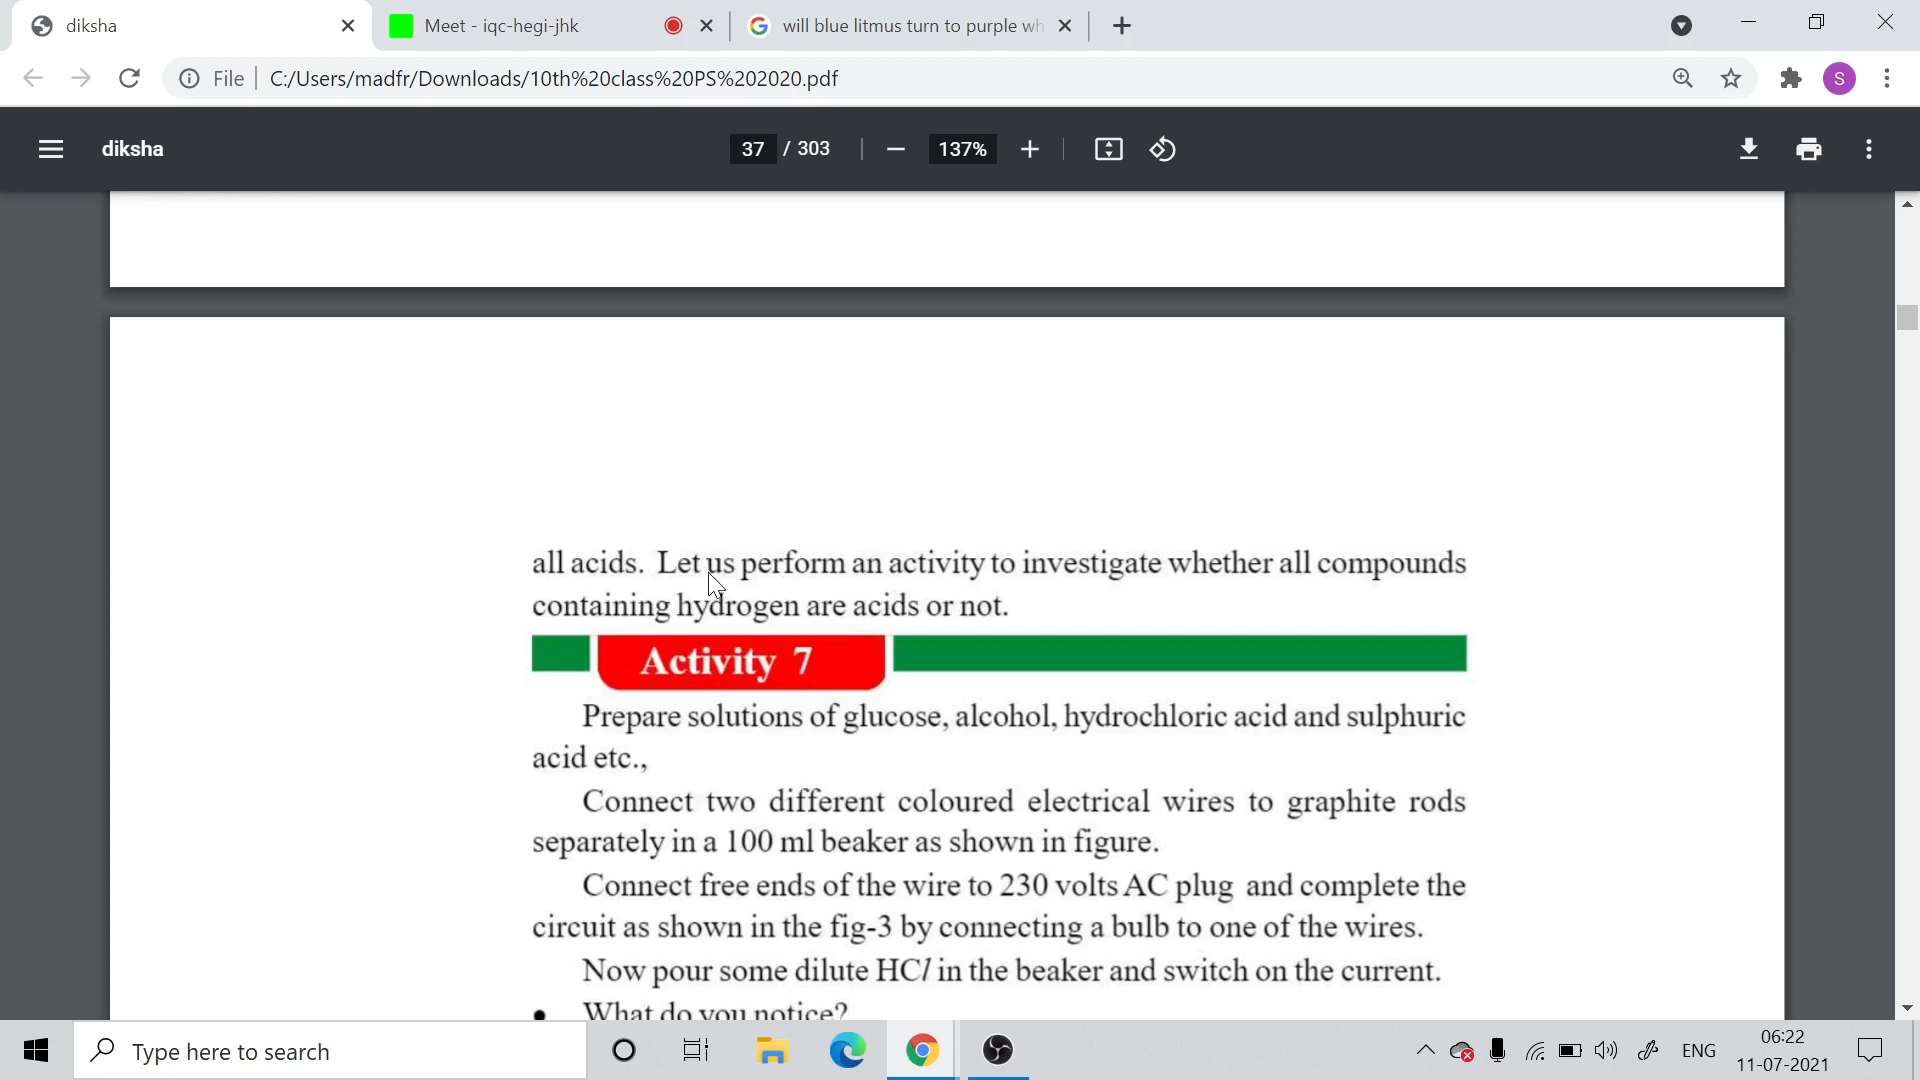 diksha
Meet - iqc-hegi-jhk
will blue litmus turn to purple wh
File
C:/Users/madfr/Downloads/10th%20class%20PS%202020.pdf
S
diksha
37 / 303
137%
all acids. Let us perform an activity to investigate whether all compounds
containing hydrogen are acids or not.
Activity 7
Prepare solutions of glucose, alcohol, hydrochloric acid and sulphuric
acid etc.,
Connect two different coloured electrical wires to graphite rods
separately in a 100 ml beaker as shown in figure.
Connect free ends of the wire to 230 volts AC plug and complete the
circuit as shown in the fig-3 by connecting a bulb to one of the wires.
Now pour some dilute HCl in the beaker and switch on the current.
• What do you notice?
Type here to search
ENG
06:22
11-07-2021